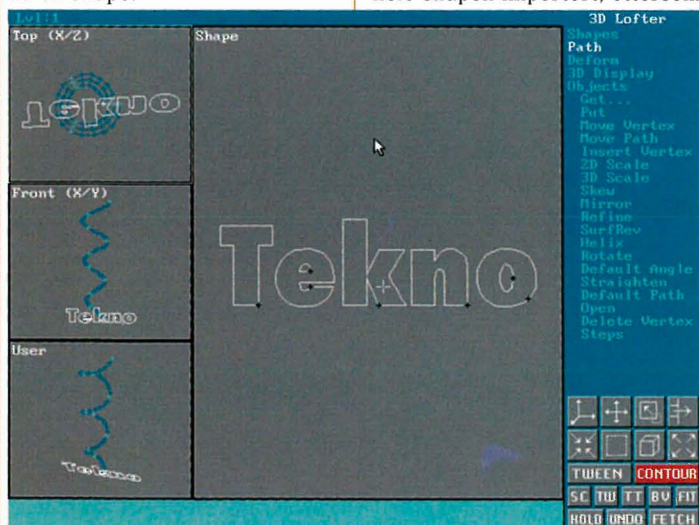 Lvl:1
3D Lofter
Top (X/Z)
Shape
Tekno
Front (X/Y)
Tekno
User
Tekno
Tekno
Shapes
Path
Deform
3D Display
Objects
Get...
Put
Move Vertex
Move Path
Insert Vertex
2D Scale
3D Scale
Skew
Mirror
Refine
SurfRev
Helix
Rotate
Default Angle
Straighten
Default Path
Open
Delete Vertex
Steps
TWEEN CONTOUR
SC TW TT BV FIT
HOLD UNDO FETCH